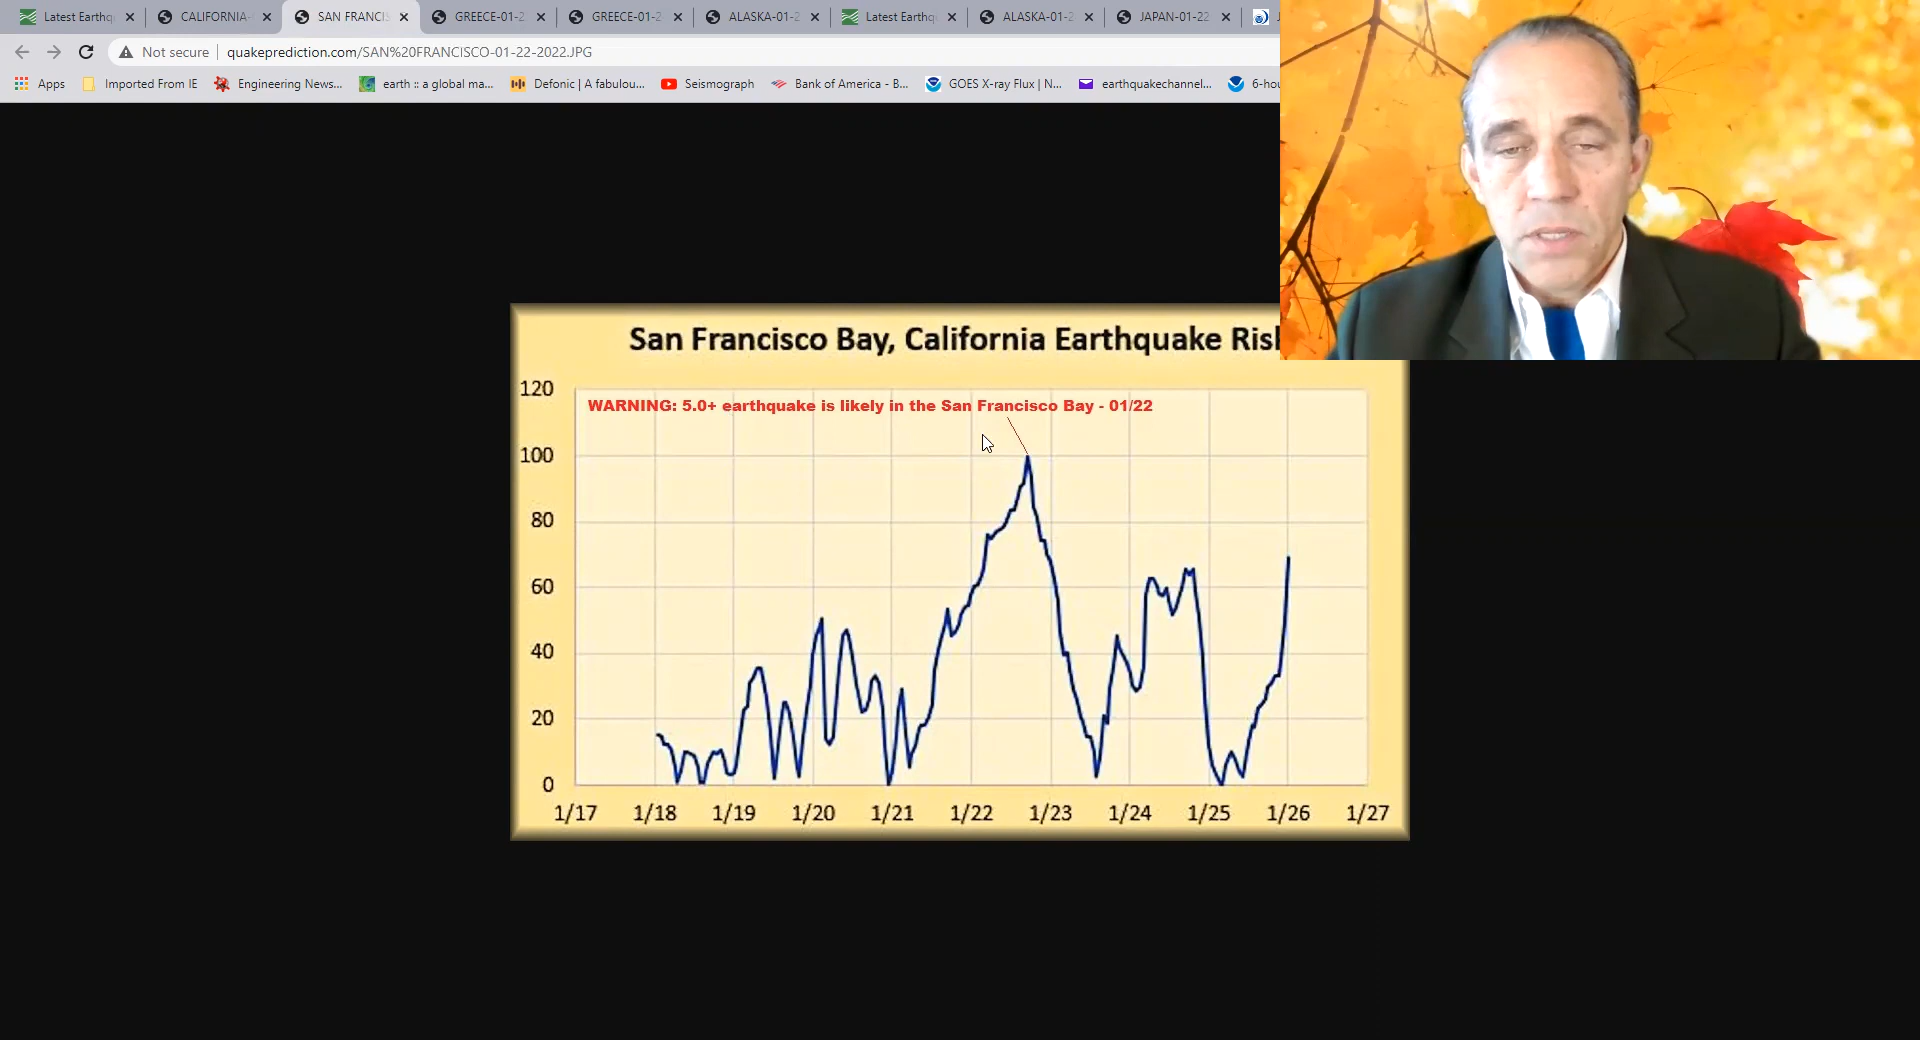 Latest Earthq
CALIFORNIA-
SAN FRANCIS
GREECE-01-2
GREECE-01-2
ALASKA-01-2
Latest Earthq
ALASKA-01-2
JAPAN-01-22
Not secure
quakeprediction.com/SAN%20FRANCISCO-01-22-2022.JPG
Apps
Imported From IE
Engineering News...
earth :: a global ma...
Defonic | A fabulou...
Seismograph
Bank of America - B...
GOES X-ray Flux | N...
earthquakechannel...
6-hou
San Francisco Bay, California Earthquake Risk
120
WARNING: 5.0+ earthquake is likely in the San Francisco Bay - 01/22
100
80
60
40
20
0
1/17 1/18 1/19 1/20 1/21 1/22 1/23 1/24 1/25 1/26 1/27